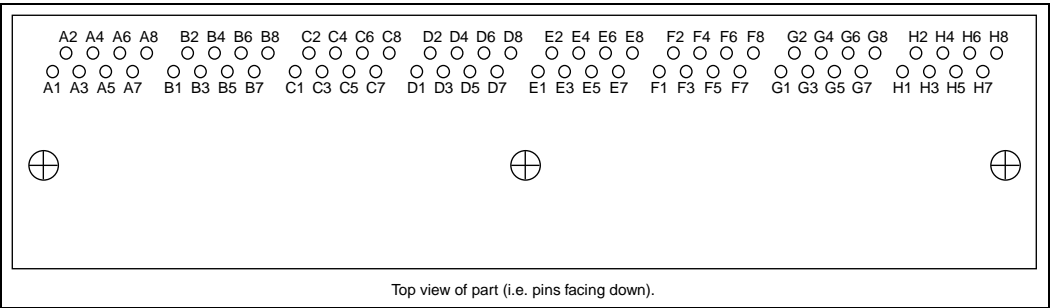 A2 A4 A6 A8 B2 B4 B6 B8 C2 C4 C6 C8 D2 D4 D6 D8 E2 E4 E6 E8 F2 F4 F6 F8 G2 G4 G6 G8 H2 H4 H6 H8
A1 A3 A5 A7 B1 B3 B5 B7 C1 C3 C5 C7 D1 D3 D5 D7 E1 E3 E5 E7 F1 F3 F5 F7 G1 G3 G5 G7 H1 H3 H5 H7
Top view of part (i.e. pins facing down).